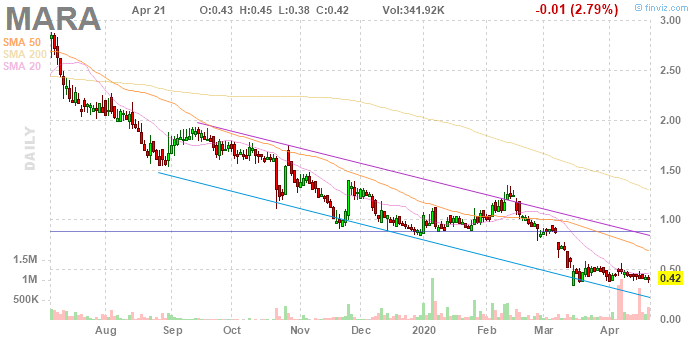 MARA
Apr 21 O:0.43 H:0.45 L:0.38 C:0.42 Vol:341.92K
-0.01 (2.79%)
© finviz.com
SMA 50
SMA 200
SMA 20
DAILY
3.00
2.50
2.00
1.50
1.00
0.50
0.42
0.00
1.5M
1M
500K
Aug Sep Oct Nov Dec 2020 Feb Mar Apr